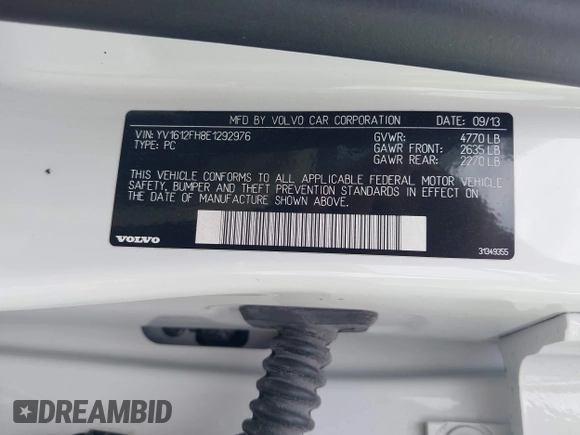 MFD BY VOLVO CAR CORPORATION DATE: 09/13
VIN: YV1612FH8E1292976 GVWR: 4770 LB
TYPE: PC GAWR FRONT: 2635 LB
GAWR REAR: 2270 LB
THIS VEHICLE CONFORMS TO ALL APPLICABLE FEDERAL MOTOR VEHICLE
SAFETY, BUMPER AND THEFT PREVENTION STANDARDS IN EFFECT ON
THE DATE OF MANUFACTURE SHOWN ABOVE.
VOLVO 31349355
DREAMBID